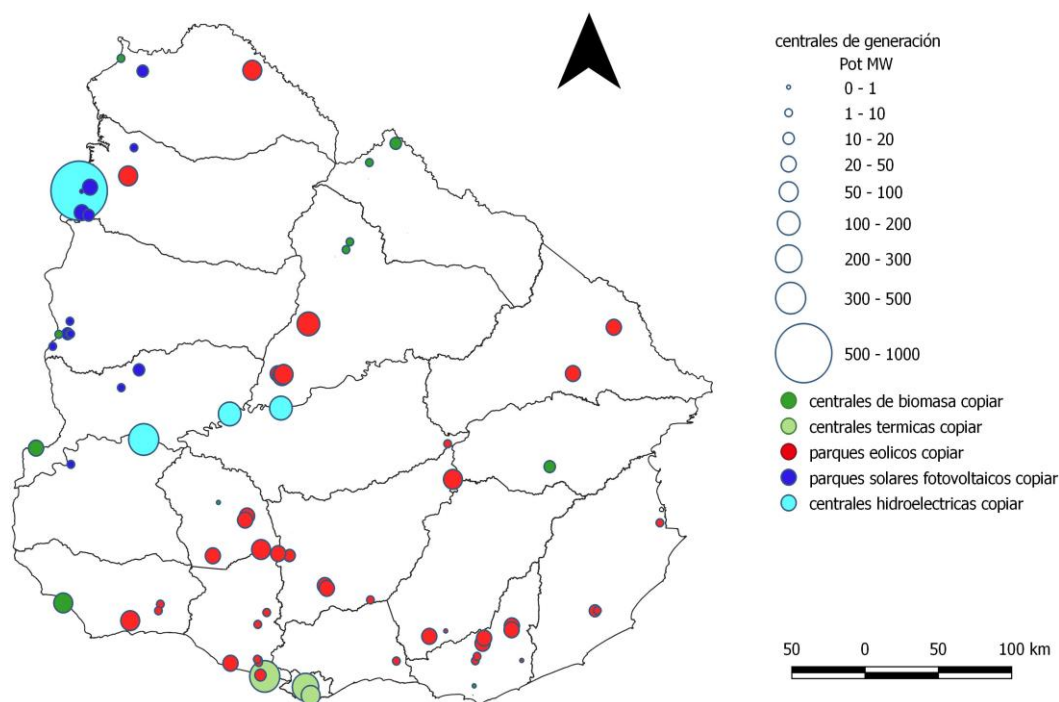 centrales de generación
Pot MW
0 - 1
1 - 10
10 - 20
20 - 50
50 - 100
100 - 200
200 - 300
300 - 500
500 - 1000
centrales de biomasa copiar
centrales termicas copiar
parques eolicos copiar
parques solares fotovoltaicos copiar
centrales hidroelectricas copiar
50 0 50 100 km